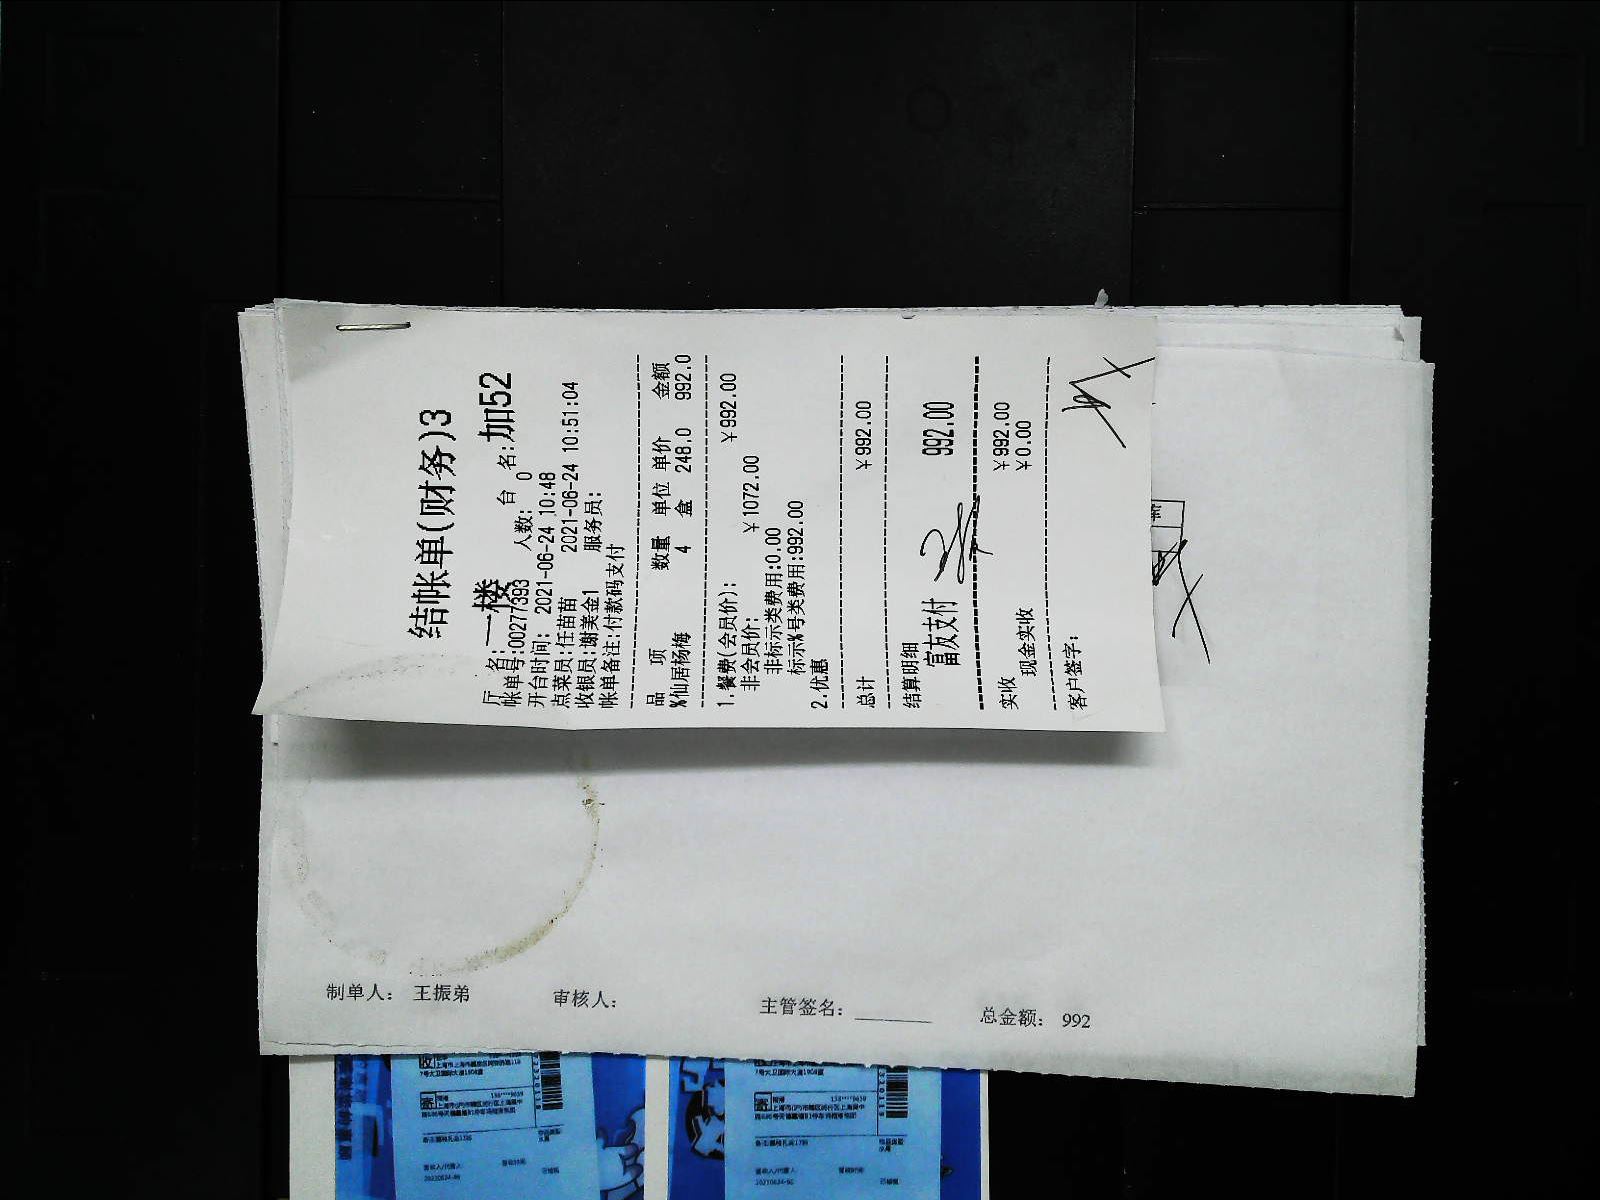 结帐单(财务)3
厅名:一楼 台名:加52
帐单号:00277393 人数: 0
开台时间: 2021-06-24 10:48
点菜员:任苗苗 2021-06-24 10:51:04
收银员:谢美金1 服务员:
帐单备注:付款码支付
品项 数量 单位 单价 金额
%仙居杨梅 4 盒 248.0 992.0
1.餐费(会员价): ￥992.00
非会员价: ￥1072.00
非标示类费用:0.00
标示%号类费用:992.00
2.优惠
总计 ￥992.00
结算明细
富友支付 992.00
实收 ￥992.00
现金实收 ￥0.00
客户签字:
制单人: 王振弟 审核人: 主管签名: 总金额: 992